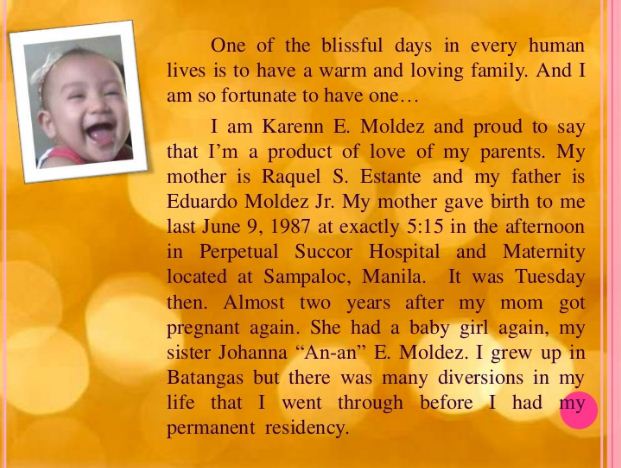 One of the blissful days in every human
lives is to have a warm and loving family. And I
am so fortunate to have one…
I am Karenn E. Moldez and proud to say
that I’m a product of love of my parents. My
mother is Raquel S. Estante and my father is
Eduardo Moldez Jr. My mother gave birth to me
last June 9, 1987 at exactly 5:15 in the afternoon
in Perpetual Succor Hospital and Maternity
located at Sampaloc, Manila. It was Tuesday
then. Almost two years after my mom got
pregnant again. She had a baby girl again, my
sister Johanna “An-an” E. Moldez. I grew up in
Batangas but there was many diversions in my
life that I went through before I had my
permanent residency.